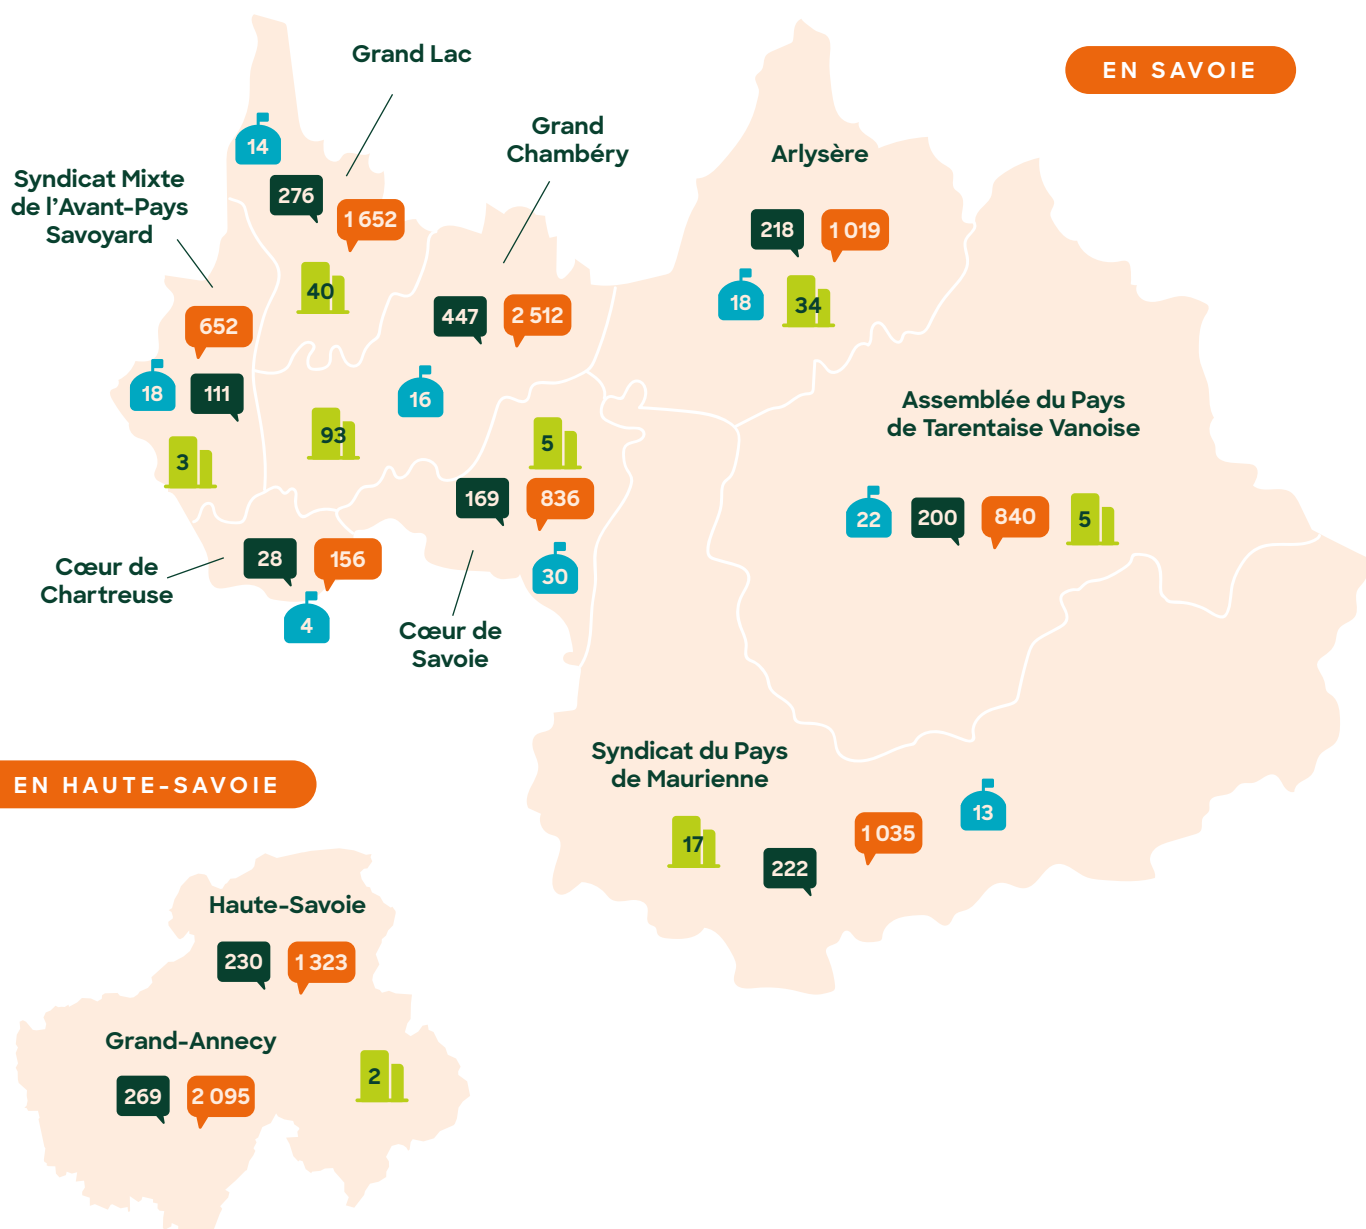 EN SAVOIE
Grand Lac
14
276
1 652
40
Grand
Chambéry
447
2 512
16
93
Syndicat Mixte
de l'Avant-Pays
Savoyard
652
18
111
3
Arlysère
218
1 019
18
34
Assemblée du Pays
de Tarentaise Vanoise
22
200
840
5
5
169
836
30
Cœur de
Savoie
Cœur de
Chartreuse
28
156
4
Syndicat du Pays
de Maurienne
17
222
1 035
13
EN HAUTE-SAVOIE
Haute-Savoie
230
1 323
Grand-Annecy
269
2 095
2